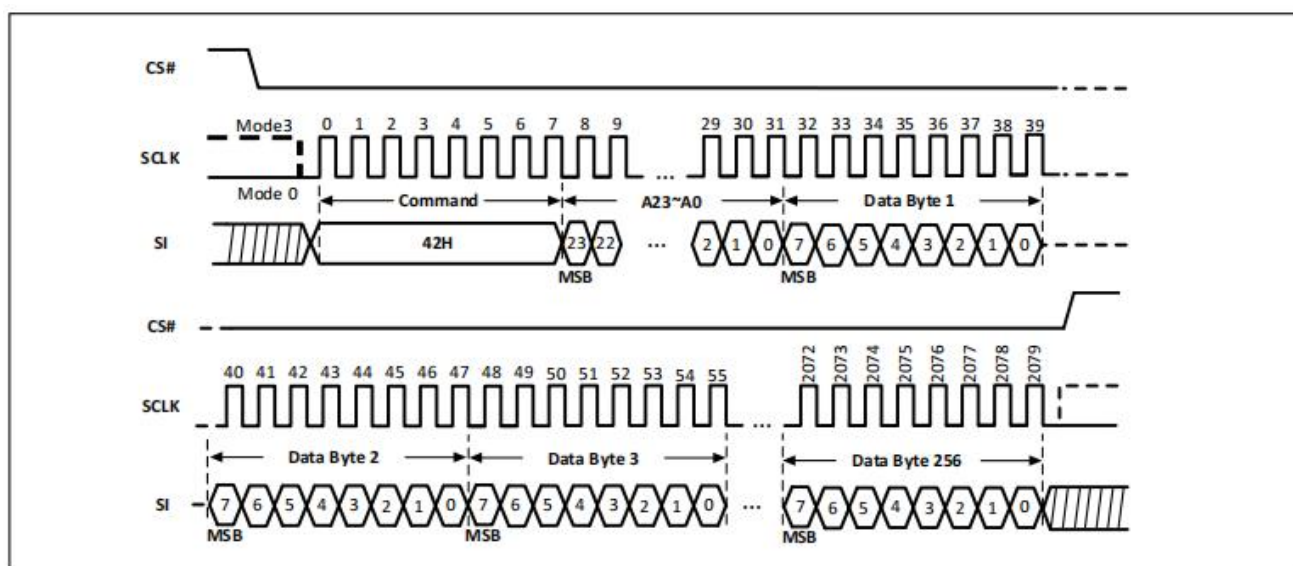 CS#
Mode3 0 1 2 3 4 5 6 7 8 9 29 30 31 32 33 34 35 36 37 38 39
SCLK ...
Mode 0 Command A23~A0 Data Byte 1
SI 42H 23 22 ... 2 1 0 7 6 5 4 3 2 1 0
MSB MSB
CS#
40 41 42 43 44 45 46 47 48 49 50 51 52 53 54 55 2072 2073 2074 2075 2076 2077 2078 2079
SCLK ...
Data Byte 2 Data Byte 3 Data Byte 256
SI 7 6 5 4 3 2 1 0 7 6 5 4 3 2 1 0 ... 7 6 5 4 3 2 1 0
MSB MSB MSB